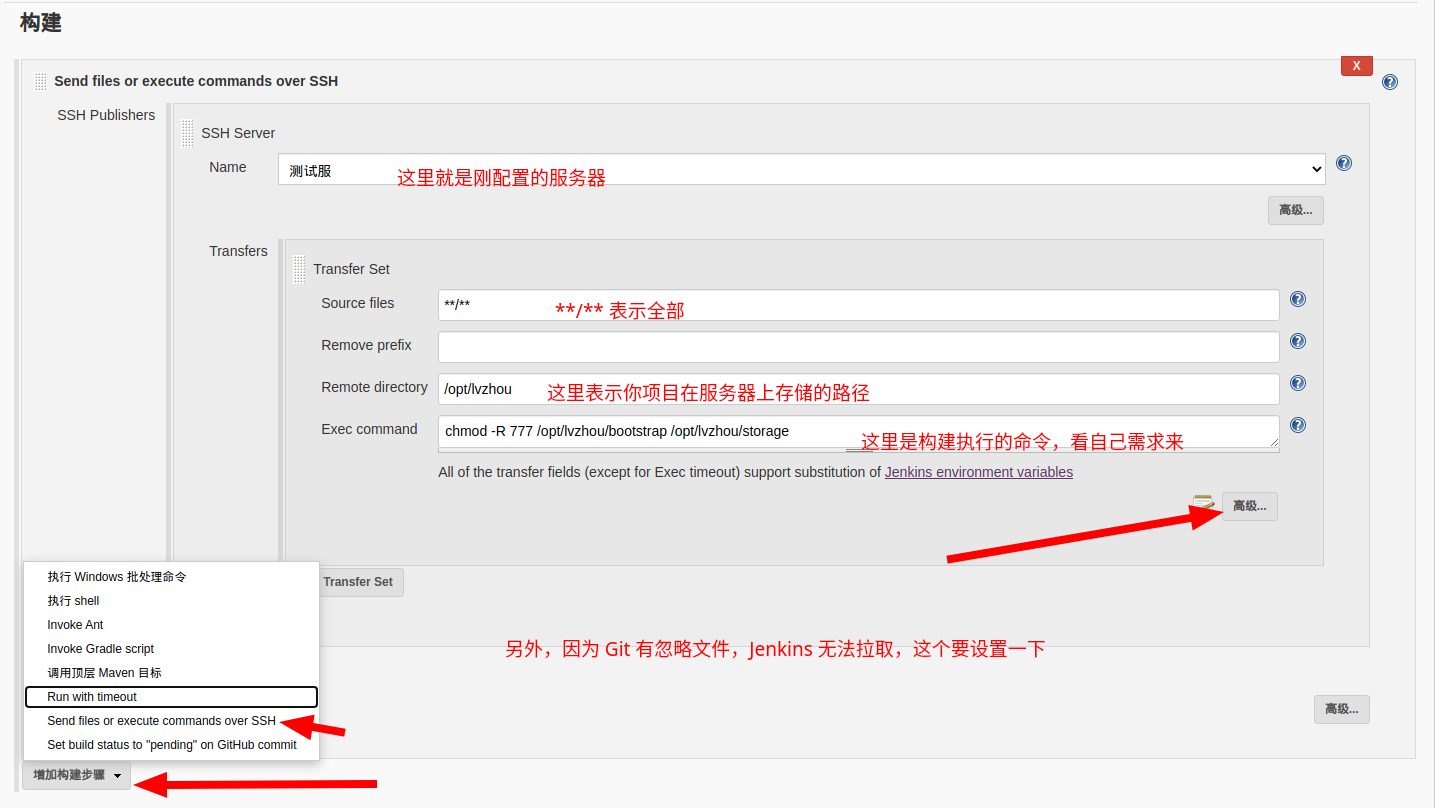 构建
X
Send files or execute commands over SSH
SSH Publishers
SSH Server
Name
测试服
这里就是刚配置的服务器
高级...
Transfers
Transfer Set
Source files
**/**
**/** 表示全部
Remove prefix
Remote directory
/opt/lvzhou
这里表示你项目在服务器上存储的路径
Exec command
chmod -R 777 /opt/lvzhou/bootstrap /opt/lvzhou/storage
这里是构建执行的命令，看自己需求来
All of the transfer fields (except for Exec timeout) support substitution of Jenkins environment variables
高级...
Transfer Set
执行 Windows 批处理命令
执行 shell
Invoke Ant
Invoke Gradle script
调用顶层 Maven 目标
Run with timeout
Send files or execute commands over SSH
Set build status to "pending" on GitHub commit
另外，因为 Git 有忽略文件，Jenkins 无法拉取，这个要设置一下
高级...
增加构建步骤